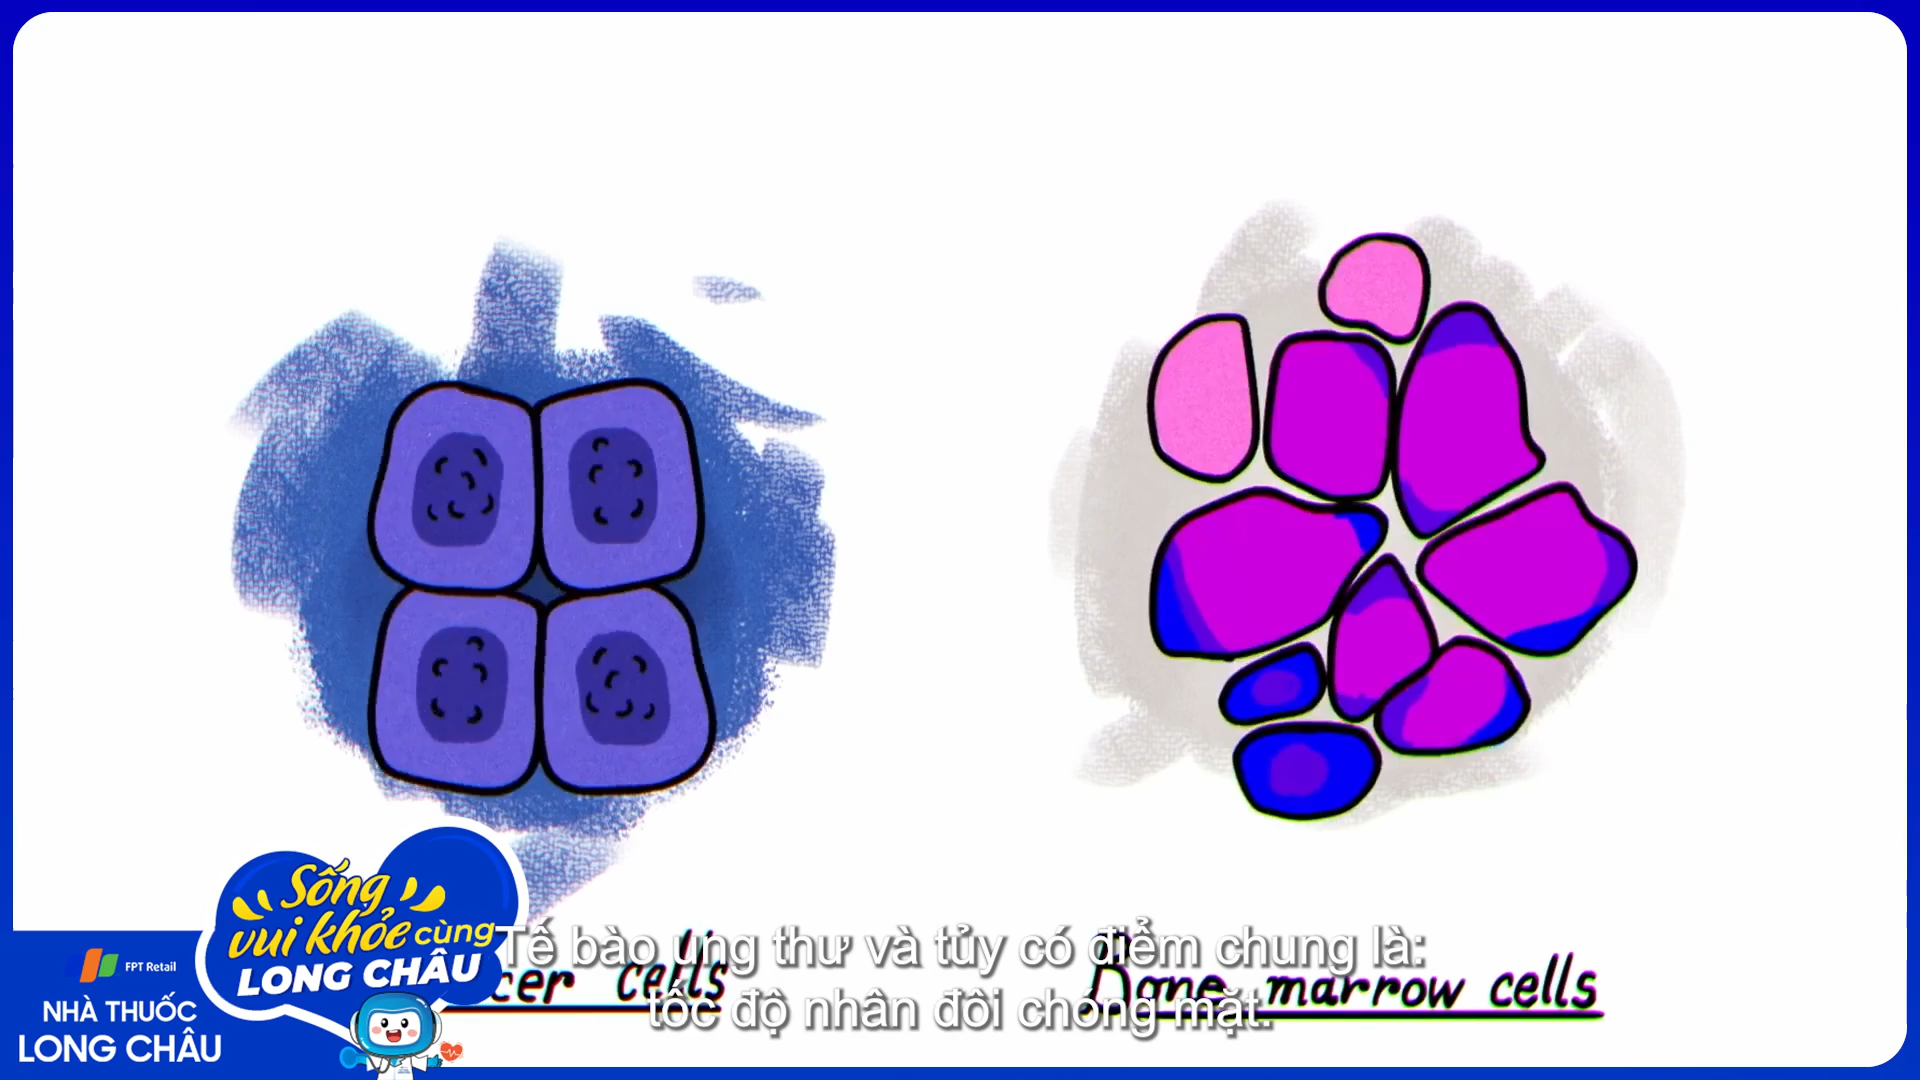 Sống
vui khỏe cùng
LONG CHÂU
FPT Retail
NHÀ THUỐC
LONG CHÂU
Tế bào ung thư và tủy có điểm chung là:
tốc độ nhân đôi chóng mặt.
cells
Bone marrow cells